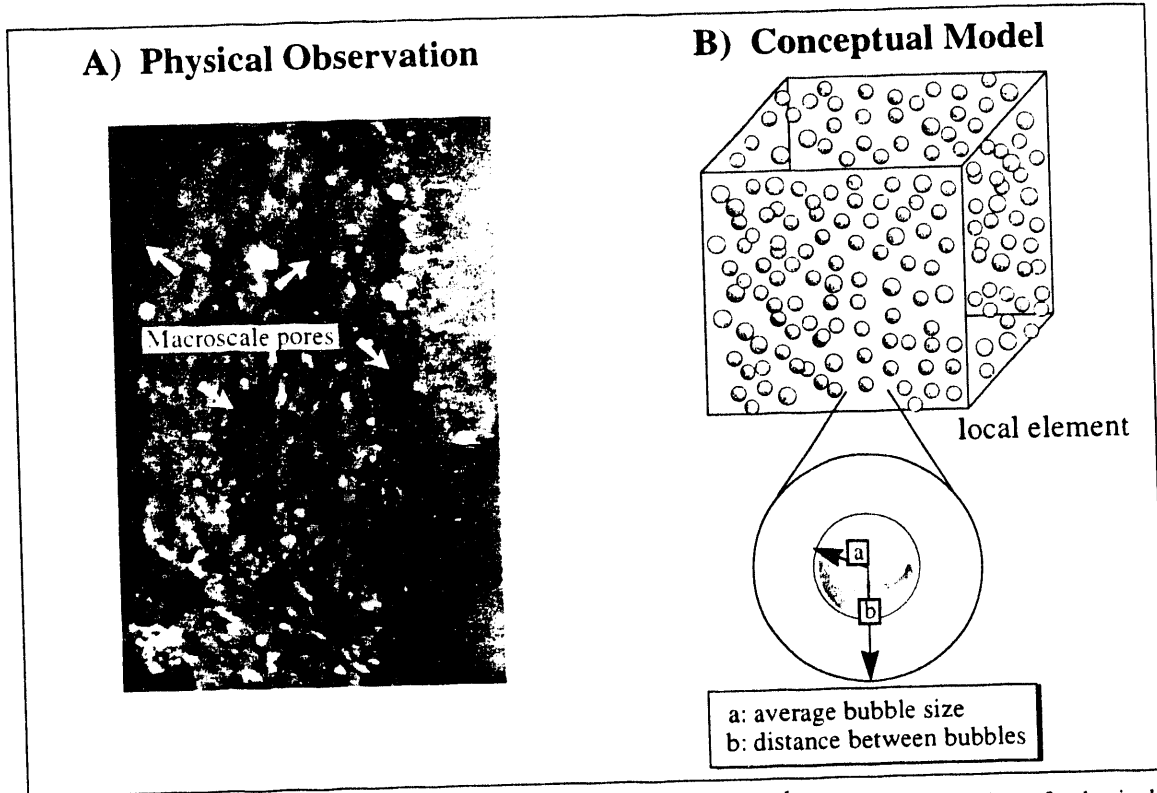 A) Physical Observation
B) Conceptual Model
Macroscale pores
local element
a
b
a: average bubble size
b: distance between bubbles